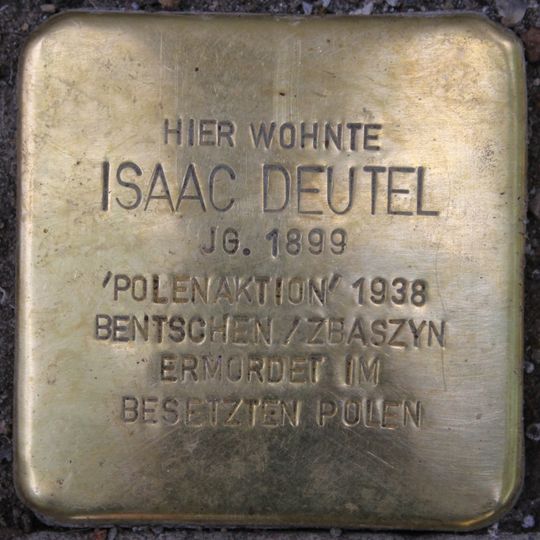 HIER WOHNTE
ISAAC DEUTEL
JG. 1899
'POLENAKTION' 1938
BENTSCHEN/ZBASZYN
ERMORDET IM
BESETZTEN POLEN